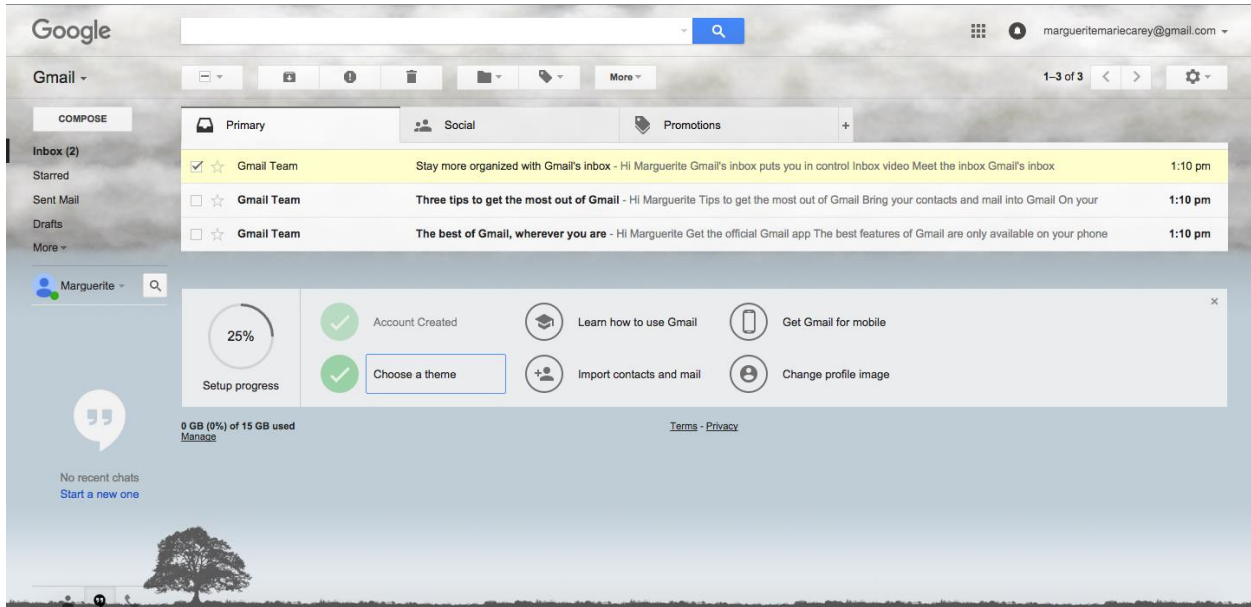 Google
margueritemariecarey@gmail.com
Gmail
More
1–3 of 3
COMPOSE
Primary
Social
Promotions
+
Inbox (2)
Starred
Sent Mail
Drafts
More
Gmail Team Stay more organized with Gmail's inbox - Hi Marguerite Gmail's inbox puts you in control Inbox video Meet the inbox Gmail's inbox 1:10 pm
Gmail Team Three tips to get the most out of Gmail - Hi Marguerite Tips to get the most out of Gmail Bring your contacts and mail into Gmail On your 1:10 pm
Gmail Team The best of Gmail, wherever you are - Hi Marguerite Get the official Gmail app The best features of Gmail are only available on your phone 1:10 pm
Marguerite
25%
Setup progress
Account Created
Learn how to use Gmail
Get Gmail for mobile
Choose a theme
Import contacts and mail
Change profile image
0 GB (0%) of 15 GB used
Manage
Terms - Privacy
No recent chats
Start a new one